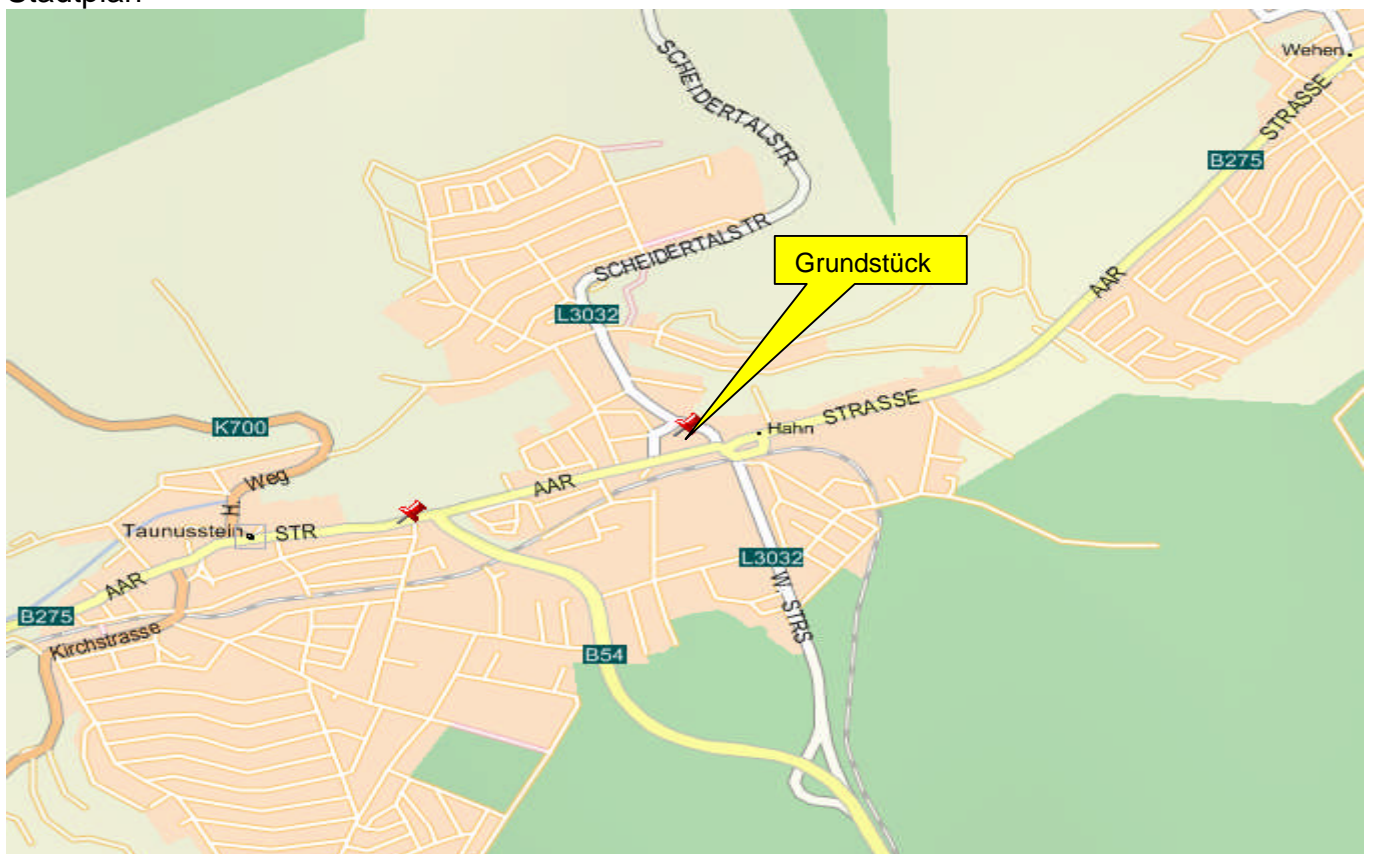 Stadtplan
Wehen
SCHEIDERTALSTR
STRASSE
B275
SCHEIDERTALSTR
Grundstück
AAR
L3032
STRASSE
K700
Hahn
Weg
AAR
H.
Taunusstein
STR
L3032
AAR
W. STRS
B275
Kirchstrasse
B54